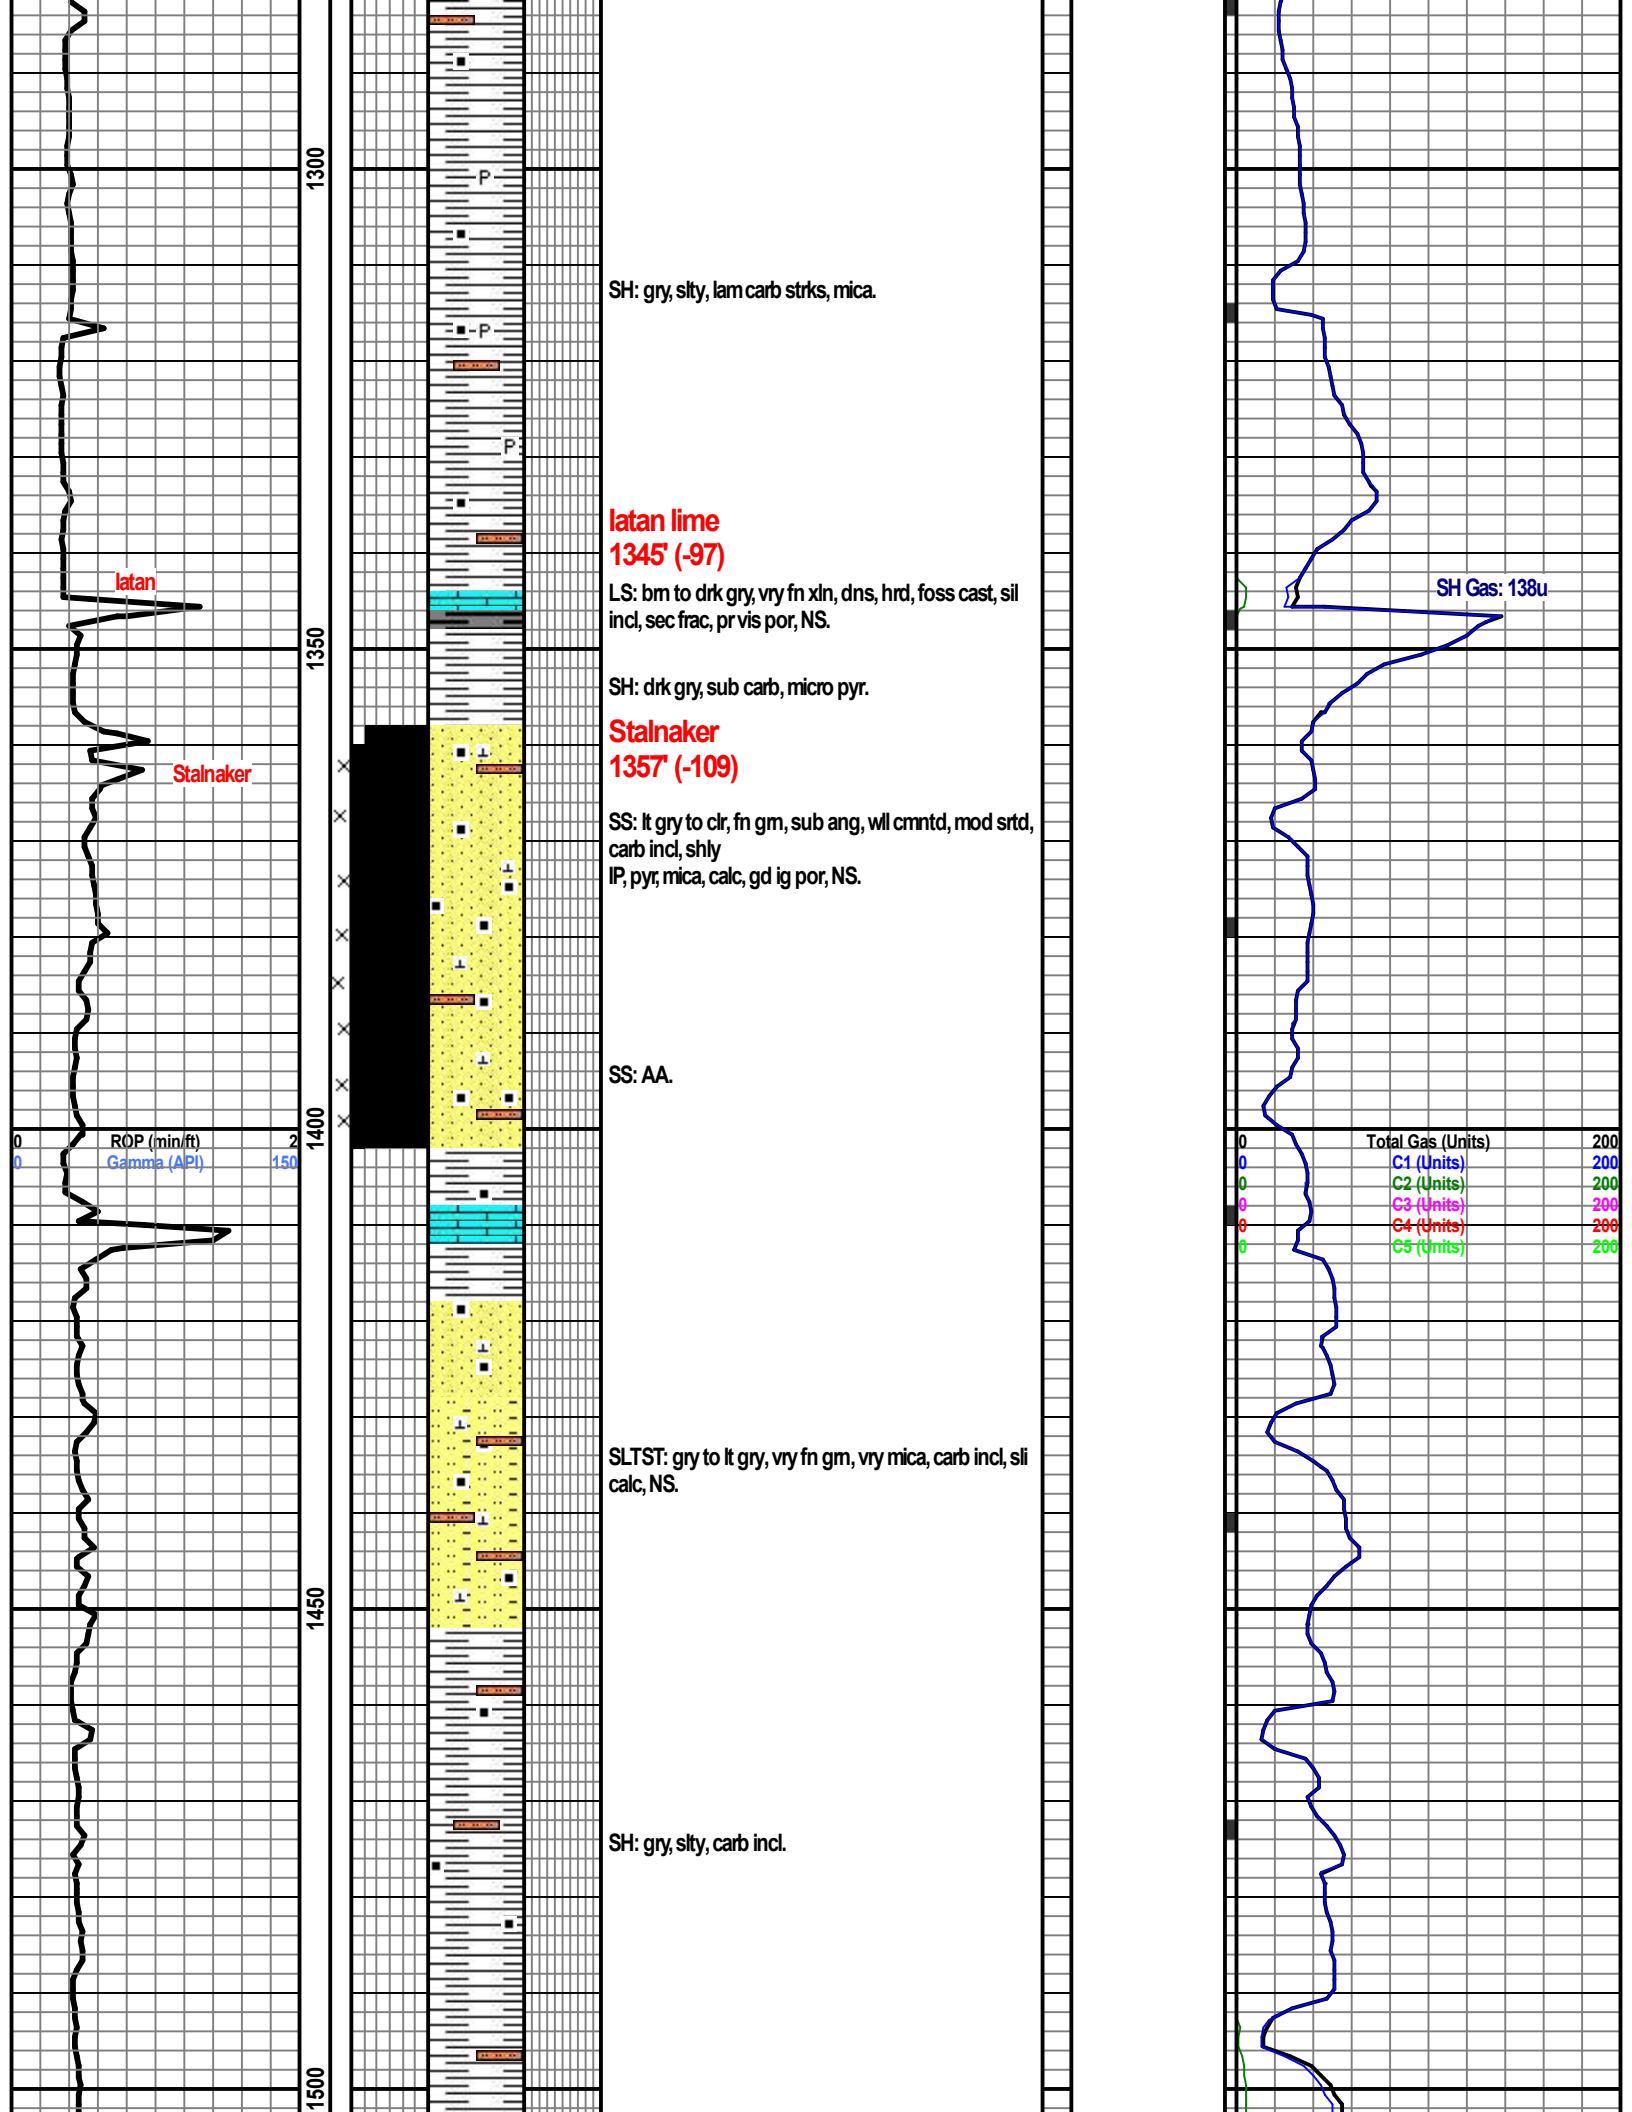 1300
P
SH: gry, slty, lam carb strks, mica.
P
P
Iatan lime
1345' (-97)
Iatan
LS: brn to drk gry, vry fn xln, dns, hrd, foss cast, sil
incl, sec frac, pr vis por, NS.
SH Gas: 138u
1350
SH: drk gry, sub carb, micro pyr.
Stalnaker
1357' (-109)
Stalnaker
SS: lt gry to clr, fn grn, sub ang, wll cmntd, mod srtd,
carb incl, shly
IP, pyr, mica, calc, gd ig por, NS.
SS: AA.
1400
0 ROP (min/ft) 2
0 Gamma (API) 150
0 Total Gas (Units) 200
0 C1 (Units) 200
0 C2 (Units) 200
0 C3 (Units) 200
0 C4 (Units) 200
0 C5 (Units) 200
SLTST: gry to lt gry, vry fn grn, vry mica, carb incl, sli
calc, NS.
1450
SH: gry, slty, carb incl.
1500